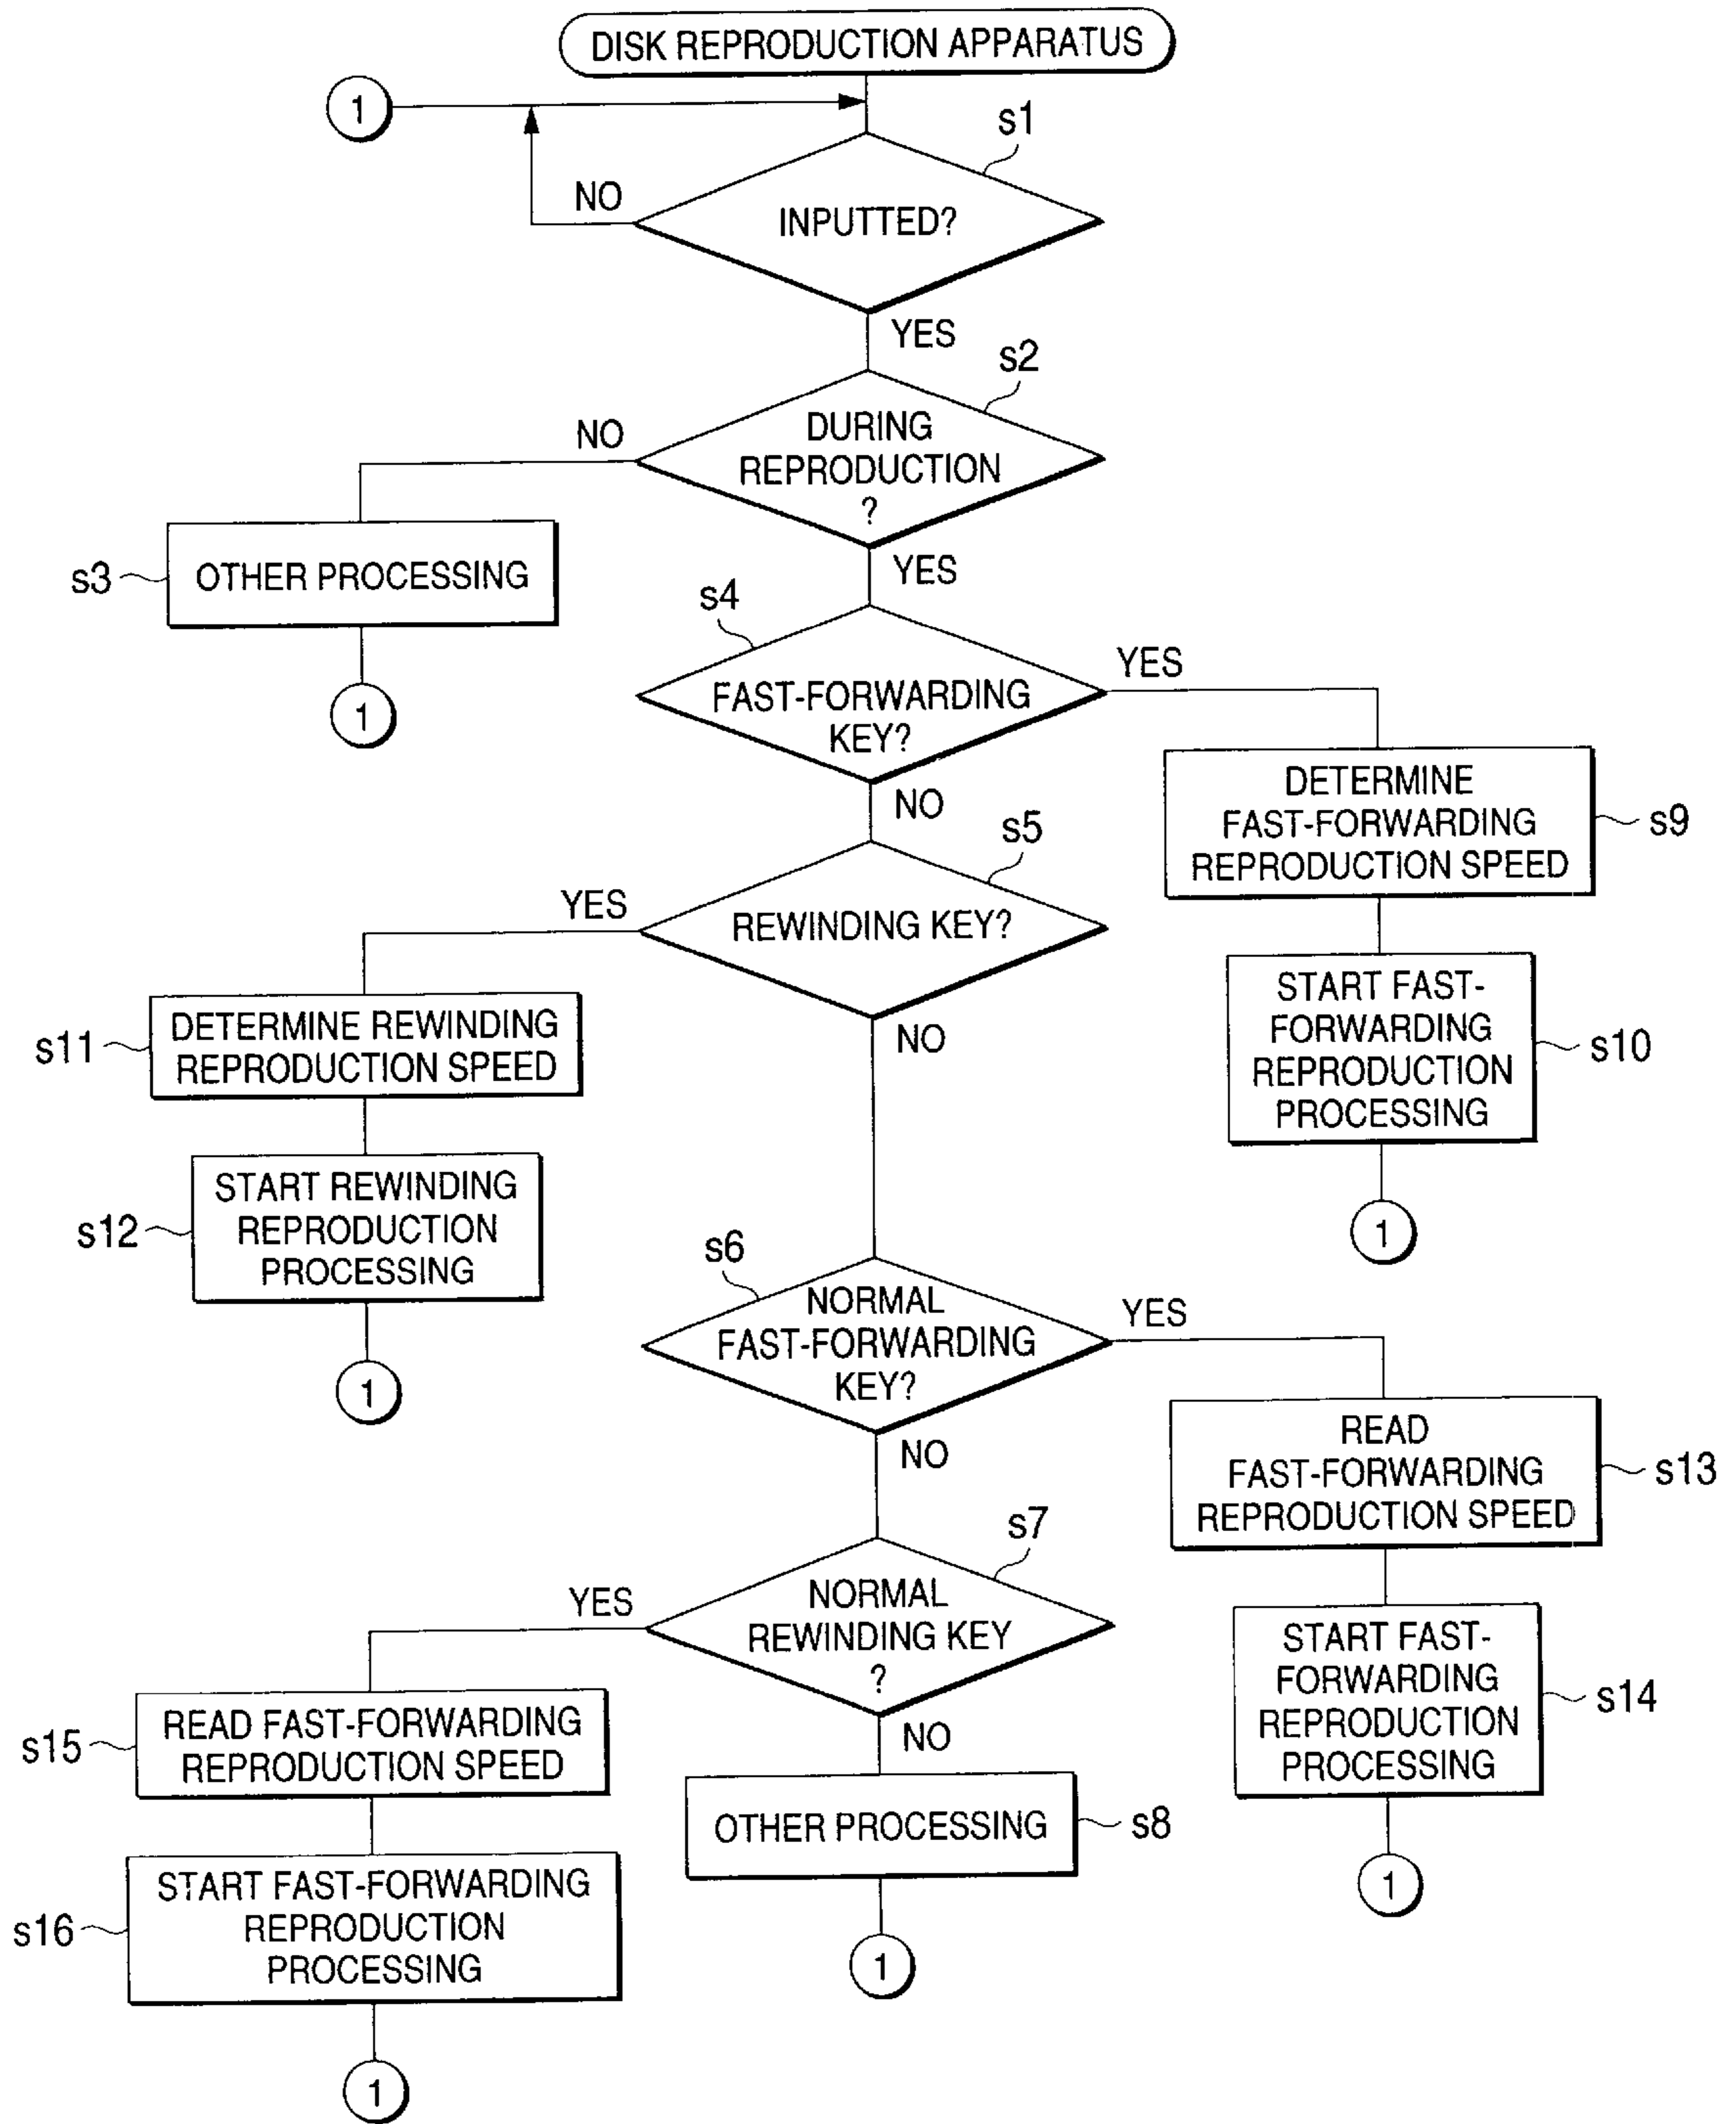 DISK REPRODUCTION APPARATUS
1
s1
NO
INPUTTED?
YES
s2
NO
DURING
REPRODUCTION
?
s3
OTHER PROCESSING
YES
s4
1
FAST-FORWARDING
KEY?
YES
NO
DETERMINE
FAST-FORWARDING
REPRODUCTION SPEED
s9
s5
YES
REWINDING KEY?
NO
START FAST-
FORWARDING
REPRODUCTION
PROCESSING
s10
1
s11
DETERMINE REWINDING
REPRODUCTION SPEED
s12
START REWINDING
REPRODUCTION
PROCESSING
1
s6
NORMAL
FAST-FORWARDING
KEY?
YES
NO
READ
FAST-FORWARDING
REPRODUCTION SPEED
s13
s7
YES
NORMAL
REWINDING KEY
?
NO
START FAST-
FORWARDING
REPRODUCTION
PROCESSING
s14
1
s15
READ FAST-FORWARDING
REPRODUCTION SPEED
OTHER PROCESSING
s8
1
s16
START FAST-FORWARDING
REPRODUCTION
PROCESSING
1